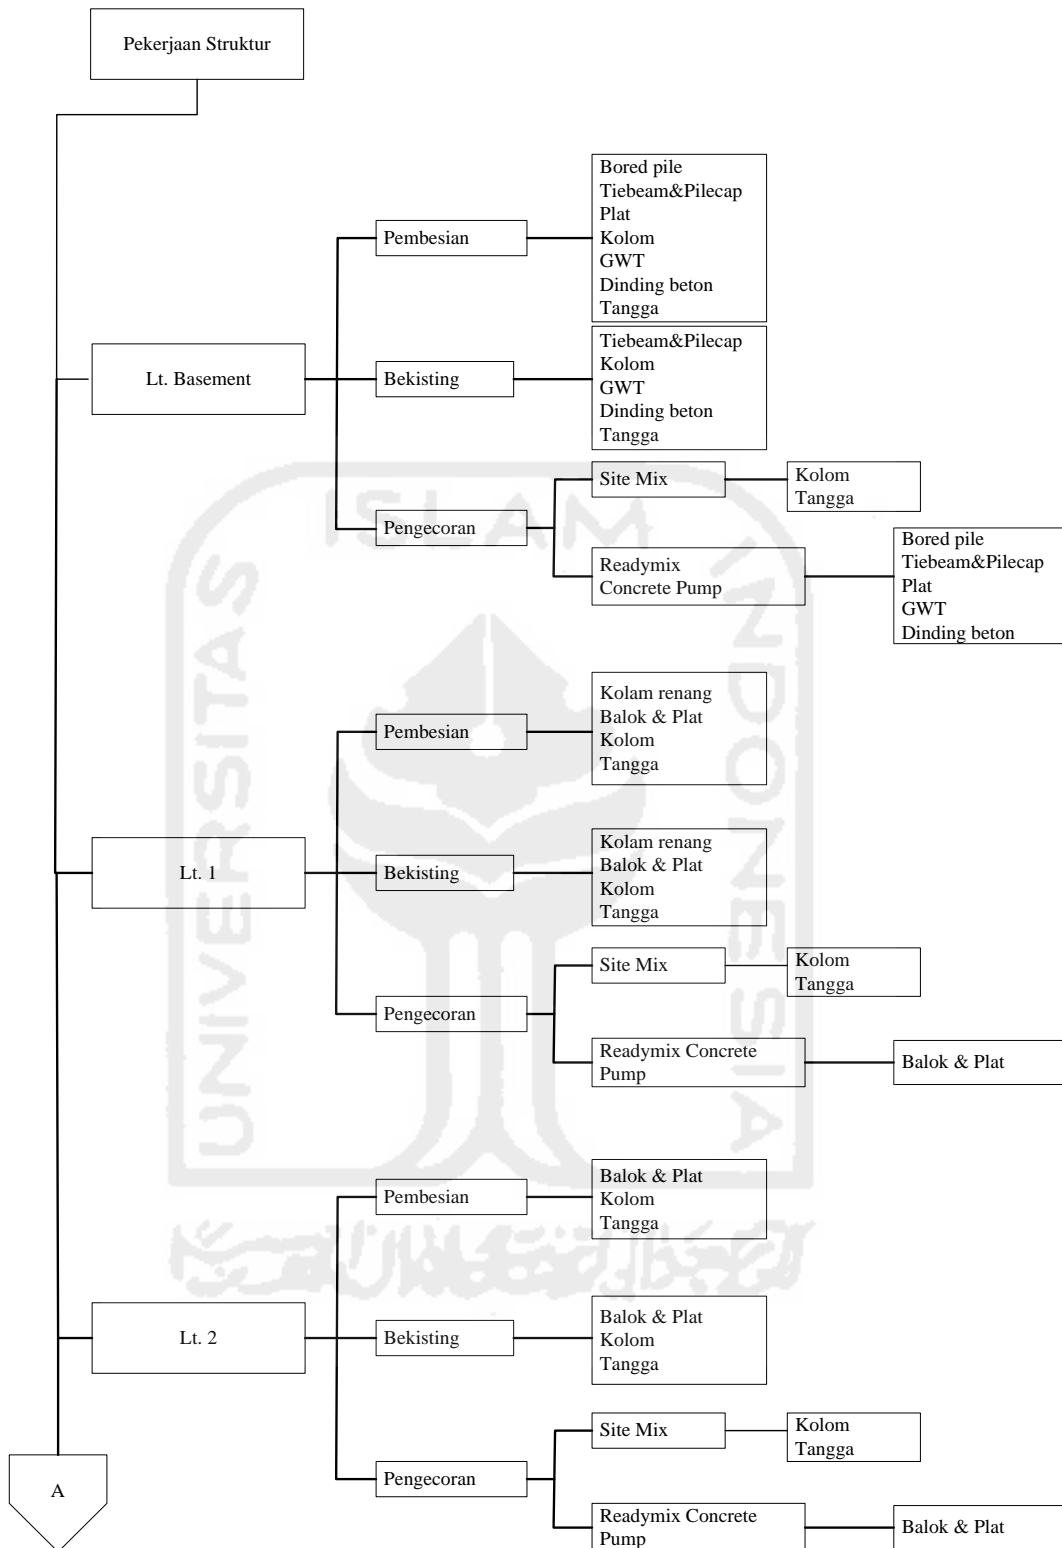 Pekerjaan Struktur
Lt. Basement
Pembesian
Bored pile
Tiebeam&Pilecap
Plat
Kolom
GWT
Dinding beton
Tangga
Bekisting
Tiebeam&Pilecap
Kolom
GWT
Dinding beton
Tangga
Pengecoran
Site Mix
Kolom
Tangga
Readymix
Concrete Pump
Bored pile
Tiebeam&Pilecap
Plat
GWT
Dinding beton
Lt. 1
Pembesian
Kolam renang
Balok & Plat
Kolom
Tangga
Bekisting
Kolam renang
Balok & Plat
Kolom
Tangga
Pengecoran
Site Mix
Kolom
Tangga
Readymix Concrete
Pump
Balok & Plat
Lt. 2
Pembesian
Balok & Plat
Kolom
Tangga
Bekisting
Balok & Plat
Kolom
Tangga
Pengecoran
Site Mix
Kolom
Tangga
Readymix Concrete
Pump
Balok & Plat
A
UNIVERSITAS
ISLAM
INDONESIA